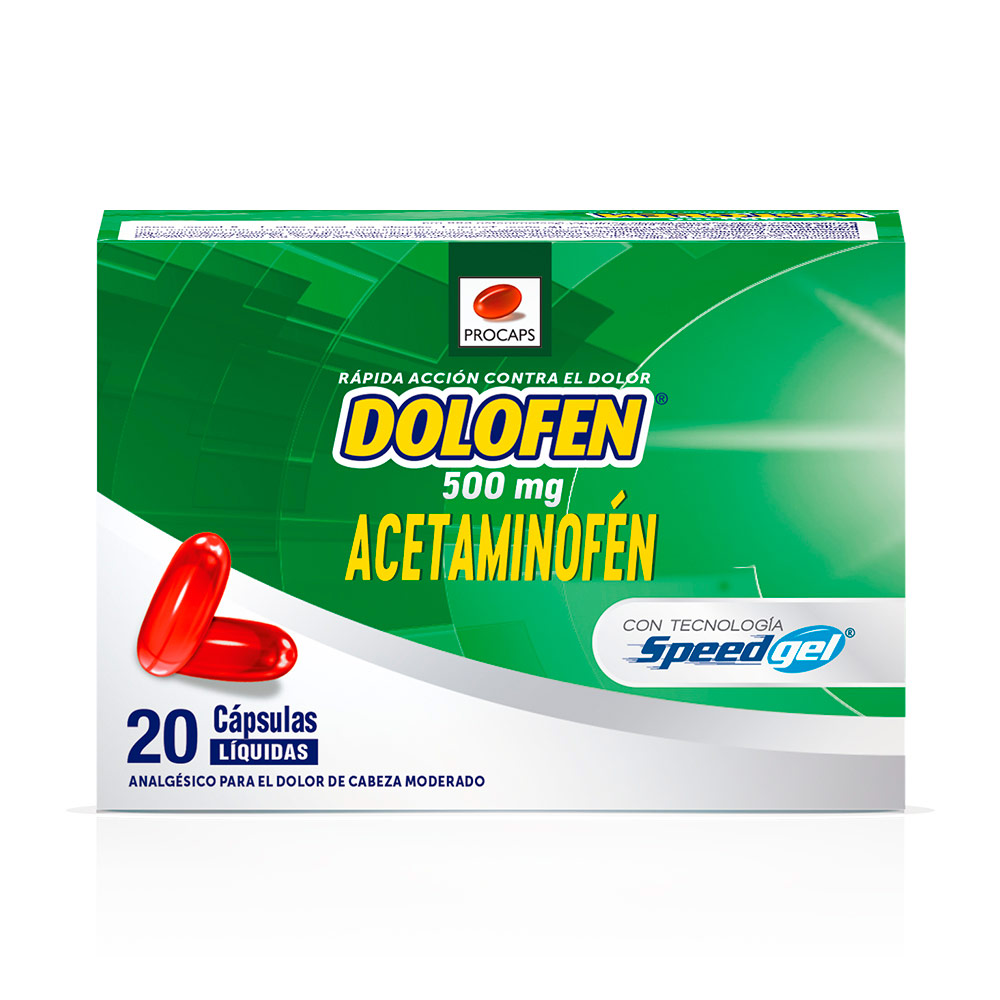 PROCAPS
RÁPIDA ACCIÓN CONTRA EL DOLOR
DOLOFEN®
500 mg
ACETAMINOFÉN
CON TECNOLOGÍA
Speedgel®
20 Cápsulas
LÍQUIDAS
ANALGÉSICO PARA EL DOLOR DE CABEZA MODERADO